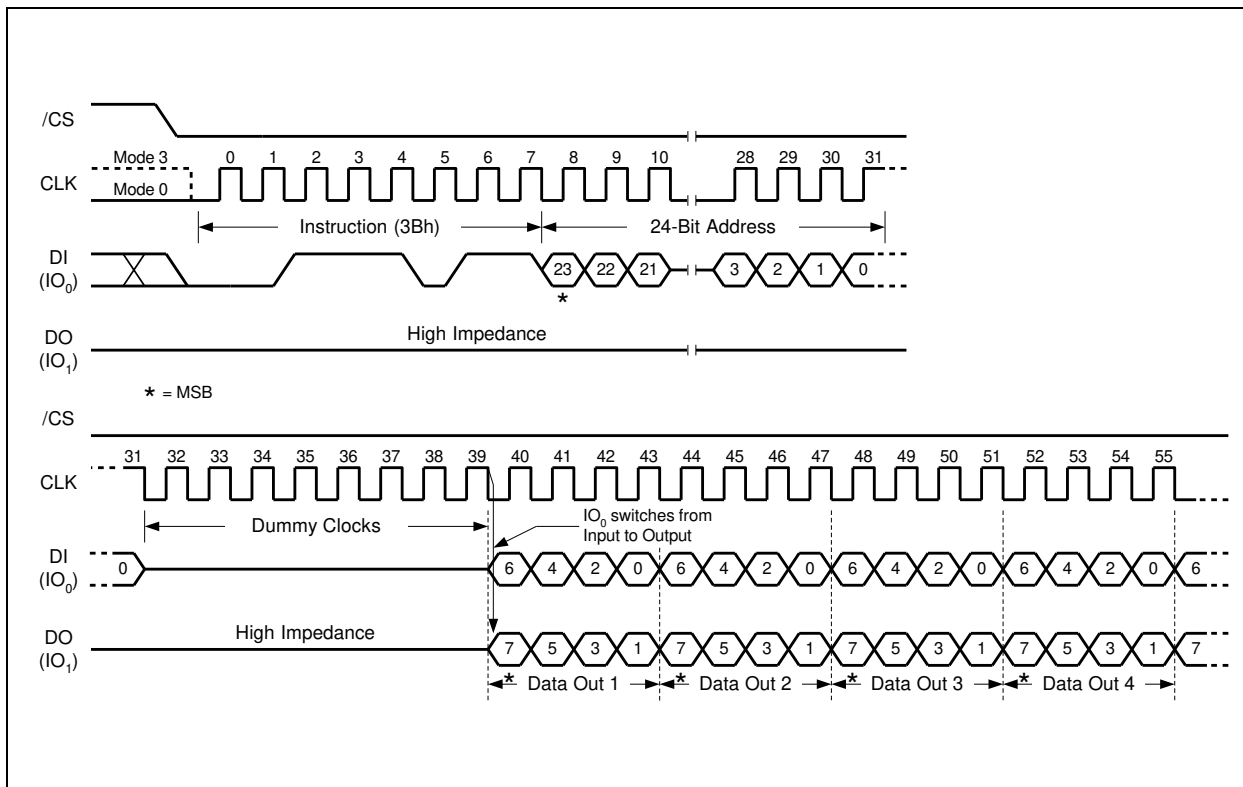 /CS
Mode 3 0 1 2 3 4 5 6 7 8 9 10 28 29 30 31
CLK
Mode 0
Instruction (3Bh) 24-Bit Address
DI
(IO0) 23 22 21 3 2 1 0
*
DO High Impedance
(IO1)
* = MSB
/CS
31 32 33 34 35 36 37 38 39 40 41 42 43 44 45 46 47 48 49 50 51 52 53 54 55
CLK
Dummy Clocks
IO0 switches from
Input to Output
DI
(IO0) 0 6 4 2 0 6 4 2 0 6 4 2 0 6 4 2 0 6
DO High Impedance
(IO1) 7 5 3 1 7 5 3 1 7 5 3 1 7 5 3 1 7
* Data Out 1 * Data Out 2 * Data Out 3 * Data Out 4